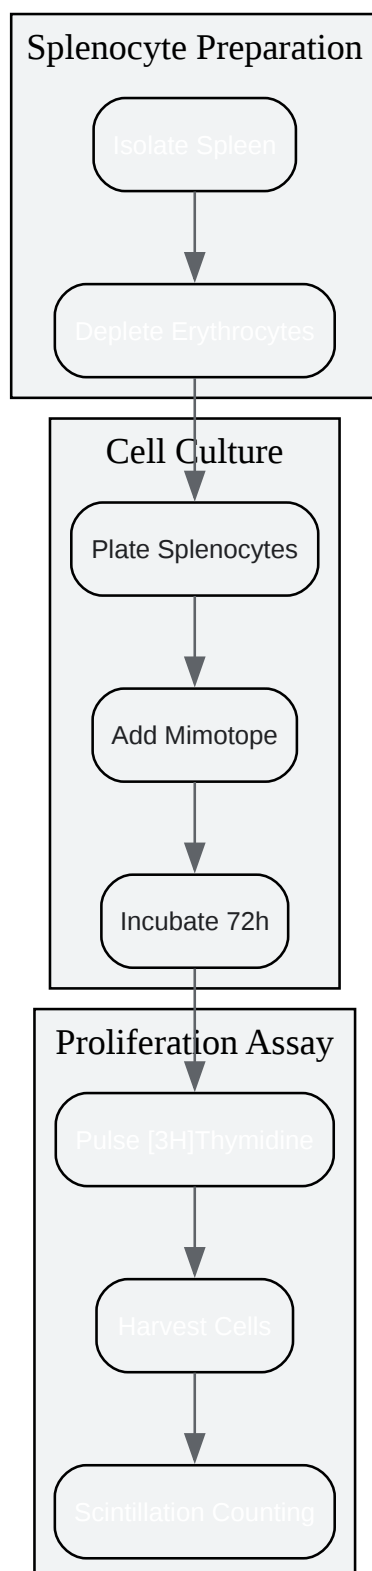 Splenocyte Preparation
Isolate Spleen
Deplete Erythrocytes
Cell Culture
Plate Splenocytes
Add Mimotope
Incubate 72h
Proliferation Assay
Pulse [3H]Thymidine
Harvest Cells
Scintillation Counting